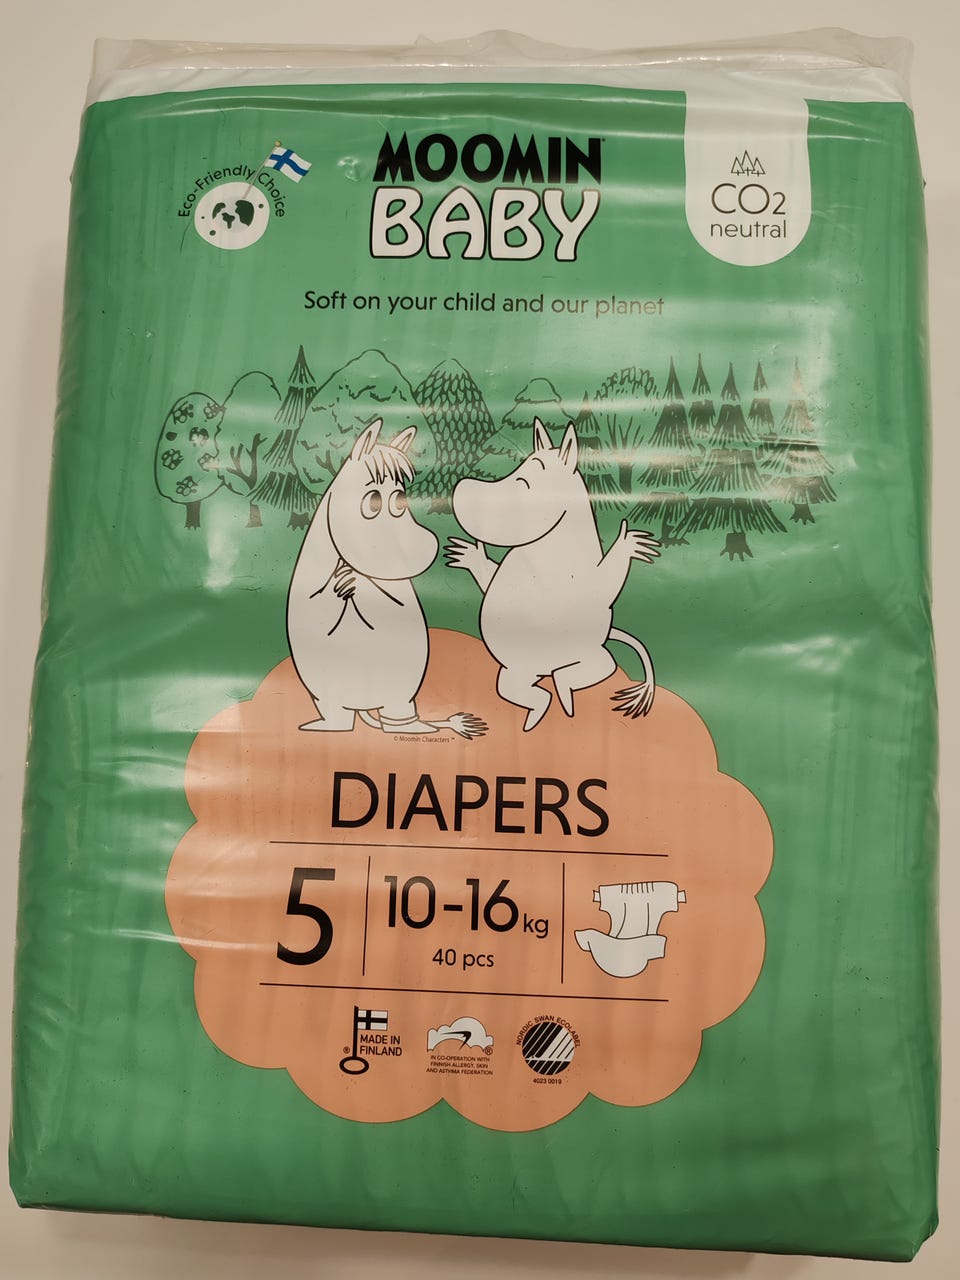 Eco-Friendly Choice
MOOMIN
BABY
CO2
neutral
Soft on your child and our planet
© Moomin Characters™
DIAPERS
5
10-16 kg
40 pcs
® MADE IN
FINLAND
®
IN CO-OPERATION WITH
FINNISH ALLERGY, SKIN
AND ASTHMA FEDERATION
NORDIC SWAN ECOLABEL
4023 0019